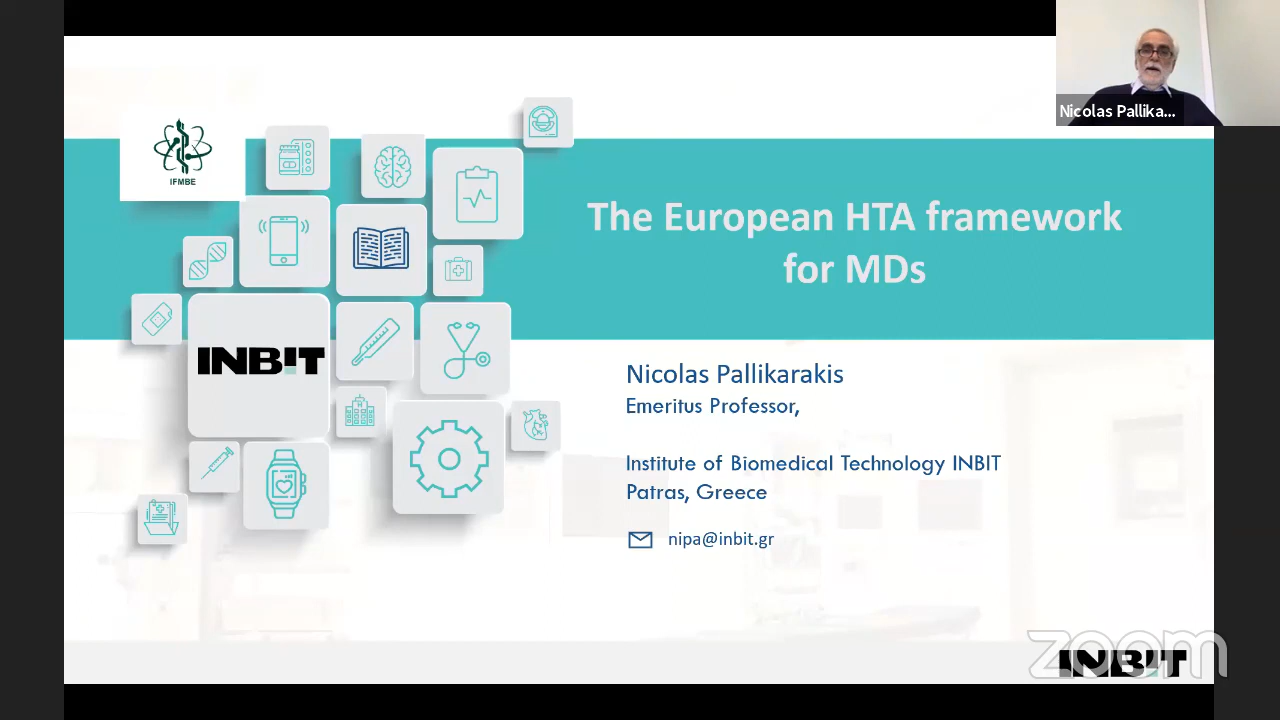 Nicolas Pallika...
IFMBE
The European HTA framework
for MDs
INBIT
Nicolas Pallikarakis
Emeritus Professor,
Institute of Biomedical Technology INBIT
Patras, Greece
nipa@inbit.gr
zoom
INBIT